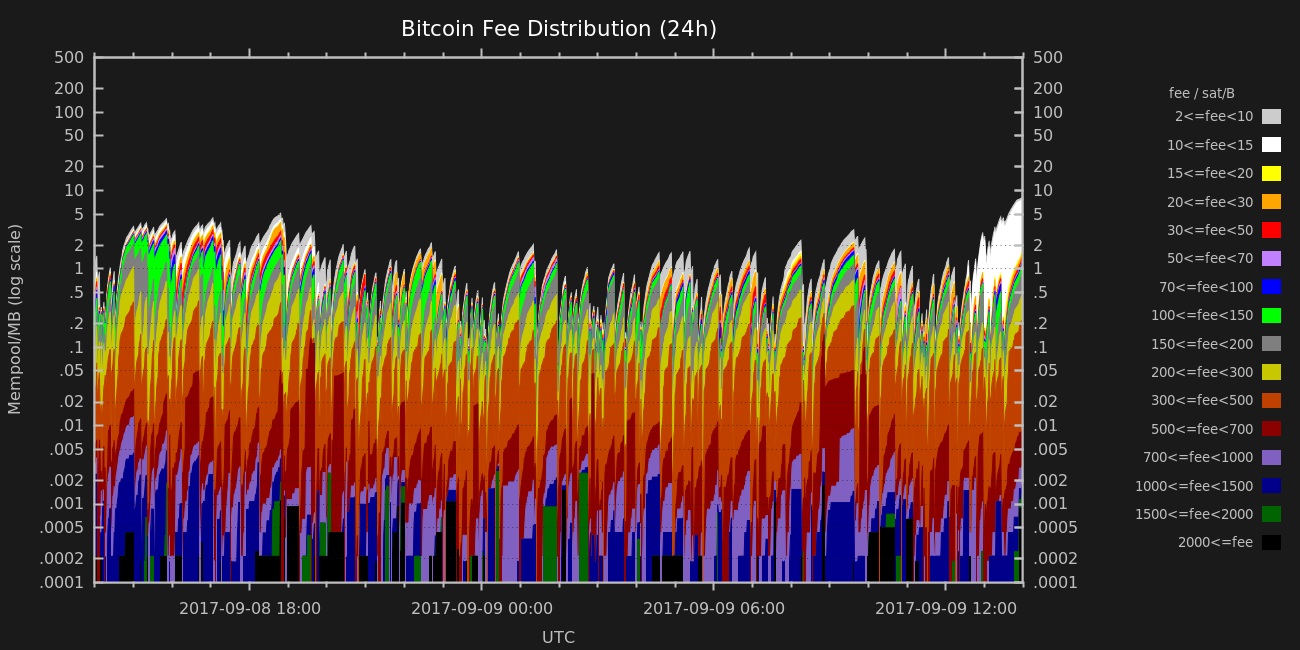 Bitcoin Fee Distribution (24h)
500 500
200 200
100 100
50 50
20 20
10 10
5 5
2 2
1 1
.5 .5
.2 .2
.1 .1
.05 .05
.02 .02
.01 .01
.005 .005
.002 .002
.001 .001
.0005 .0005
.0002 .0002
.0001 .0001
Mempool/MB (log scale)
2017-09-08 18:00 2017-09-09 00:00 2017-09-09 06:00 2017-09-09 12:00
UTC
fee / sat/B
2<=fee<10
10<=fee<15
15<=fee<20
20<=fee<30
30<=fee<50
50<=fee<70
70<=fee<100
100<=fee<150
150<=fee<200
200<=fee<300
300<=fee<500
500<=fee<700
700<=fee<1000
1000<=fee<1500
1500<=fee<2000
2000<=fee